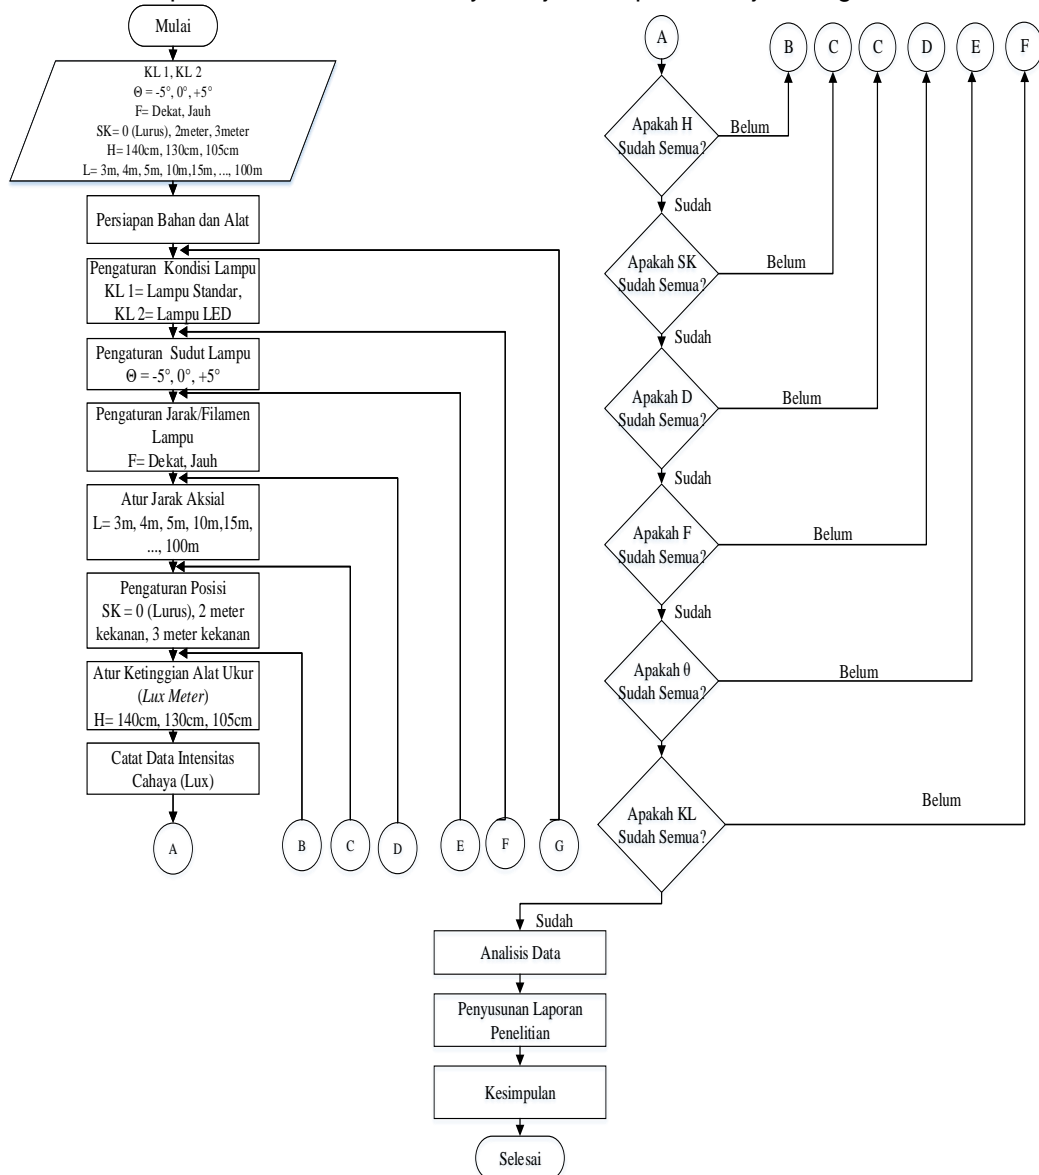 Mulai
KL 1, KL 2
Θ = -5°, 0°, +5°
F= Dekat, Jauh
SK= 0 (Lurus), 2meter, 3meter
H= 140cm, 130cm, 105cm
L= 3m, 4m, 5m, 10m,15m, ..., 100m
Persiapan Bahan dan Alat
Pengaturan Kondisi Lampu
KL 1= Lampu Standar,
KL 2= Lampu LED
Pengaturan Sudut Lampu
Θ = -5°, 0°, +5°
Pengaturan Jarak/Filamen
Lampu
F= Dekat, Jauh
Atur Jarak Aksial
L= 3m, 4m, 5m, 10m,15m,
..., 100m
Pengaturan Posisi
SK = 0 (Lurus), 2 meter
kekanan, 3 meter kekanan
Atur Ketinggian Alat Ukur
(Lux Meter)
H= 140cm, 130cm, 105cm
Catat Data Intensitas
Cahaya (Lux)
A
B
C
D
E
F
G
A
B
C
C
D
E
F
Apakah H
Sudah Semua?
Belum
Sudah
Apakah SK
Sudah Semua?
Belum
Sudah
Apakah D
Sudah Semua?
Belum
Sudah
Apakah F
Sudah Semua?
Belum
Sudah
Apakah θ
Sudah Semua?
Belum
Apakah KL
Sudah Semua?
Belum
Sudah
Analisis Data
Penyusunan Laporan
Penelitian
Kesimpulan
Selesai